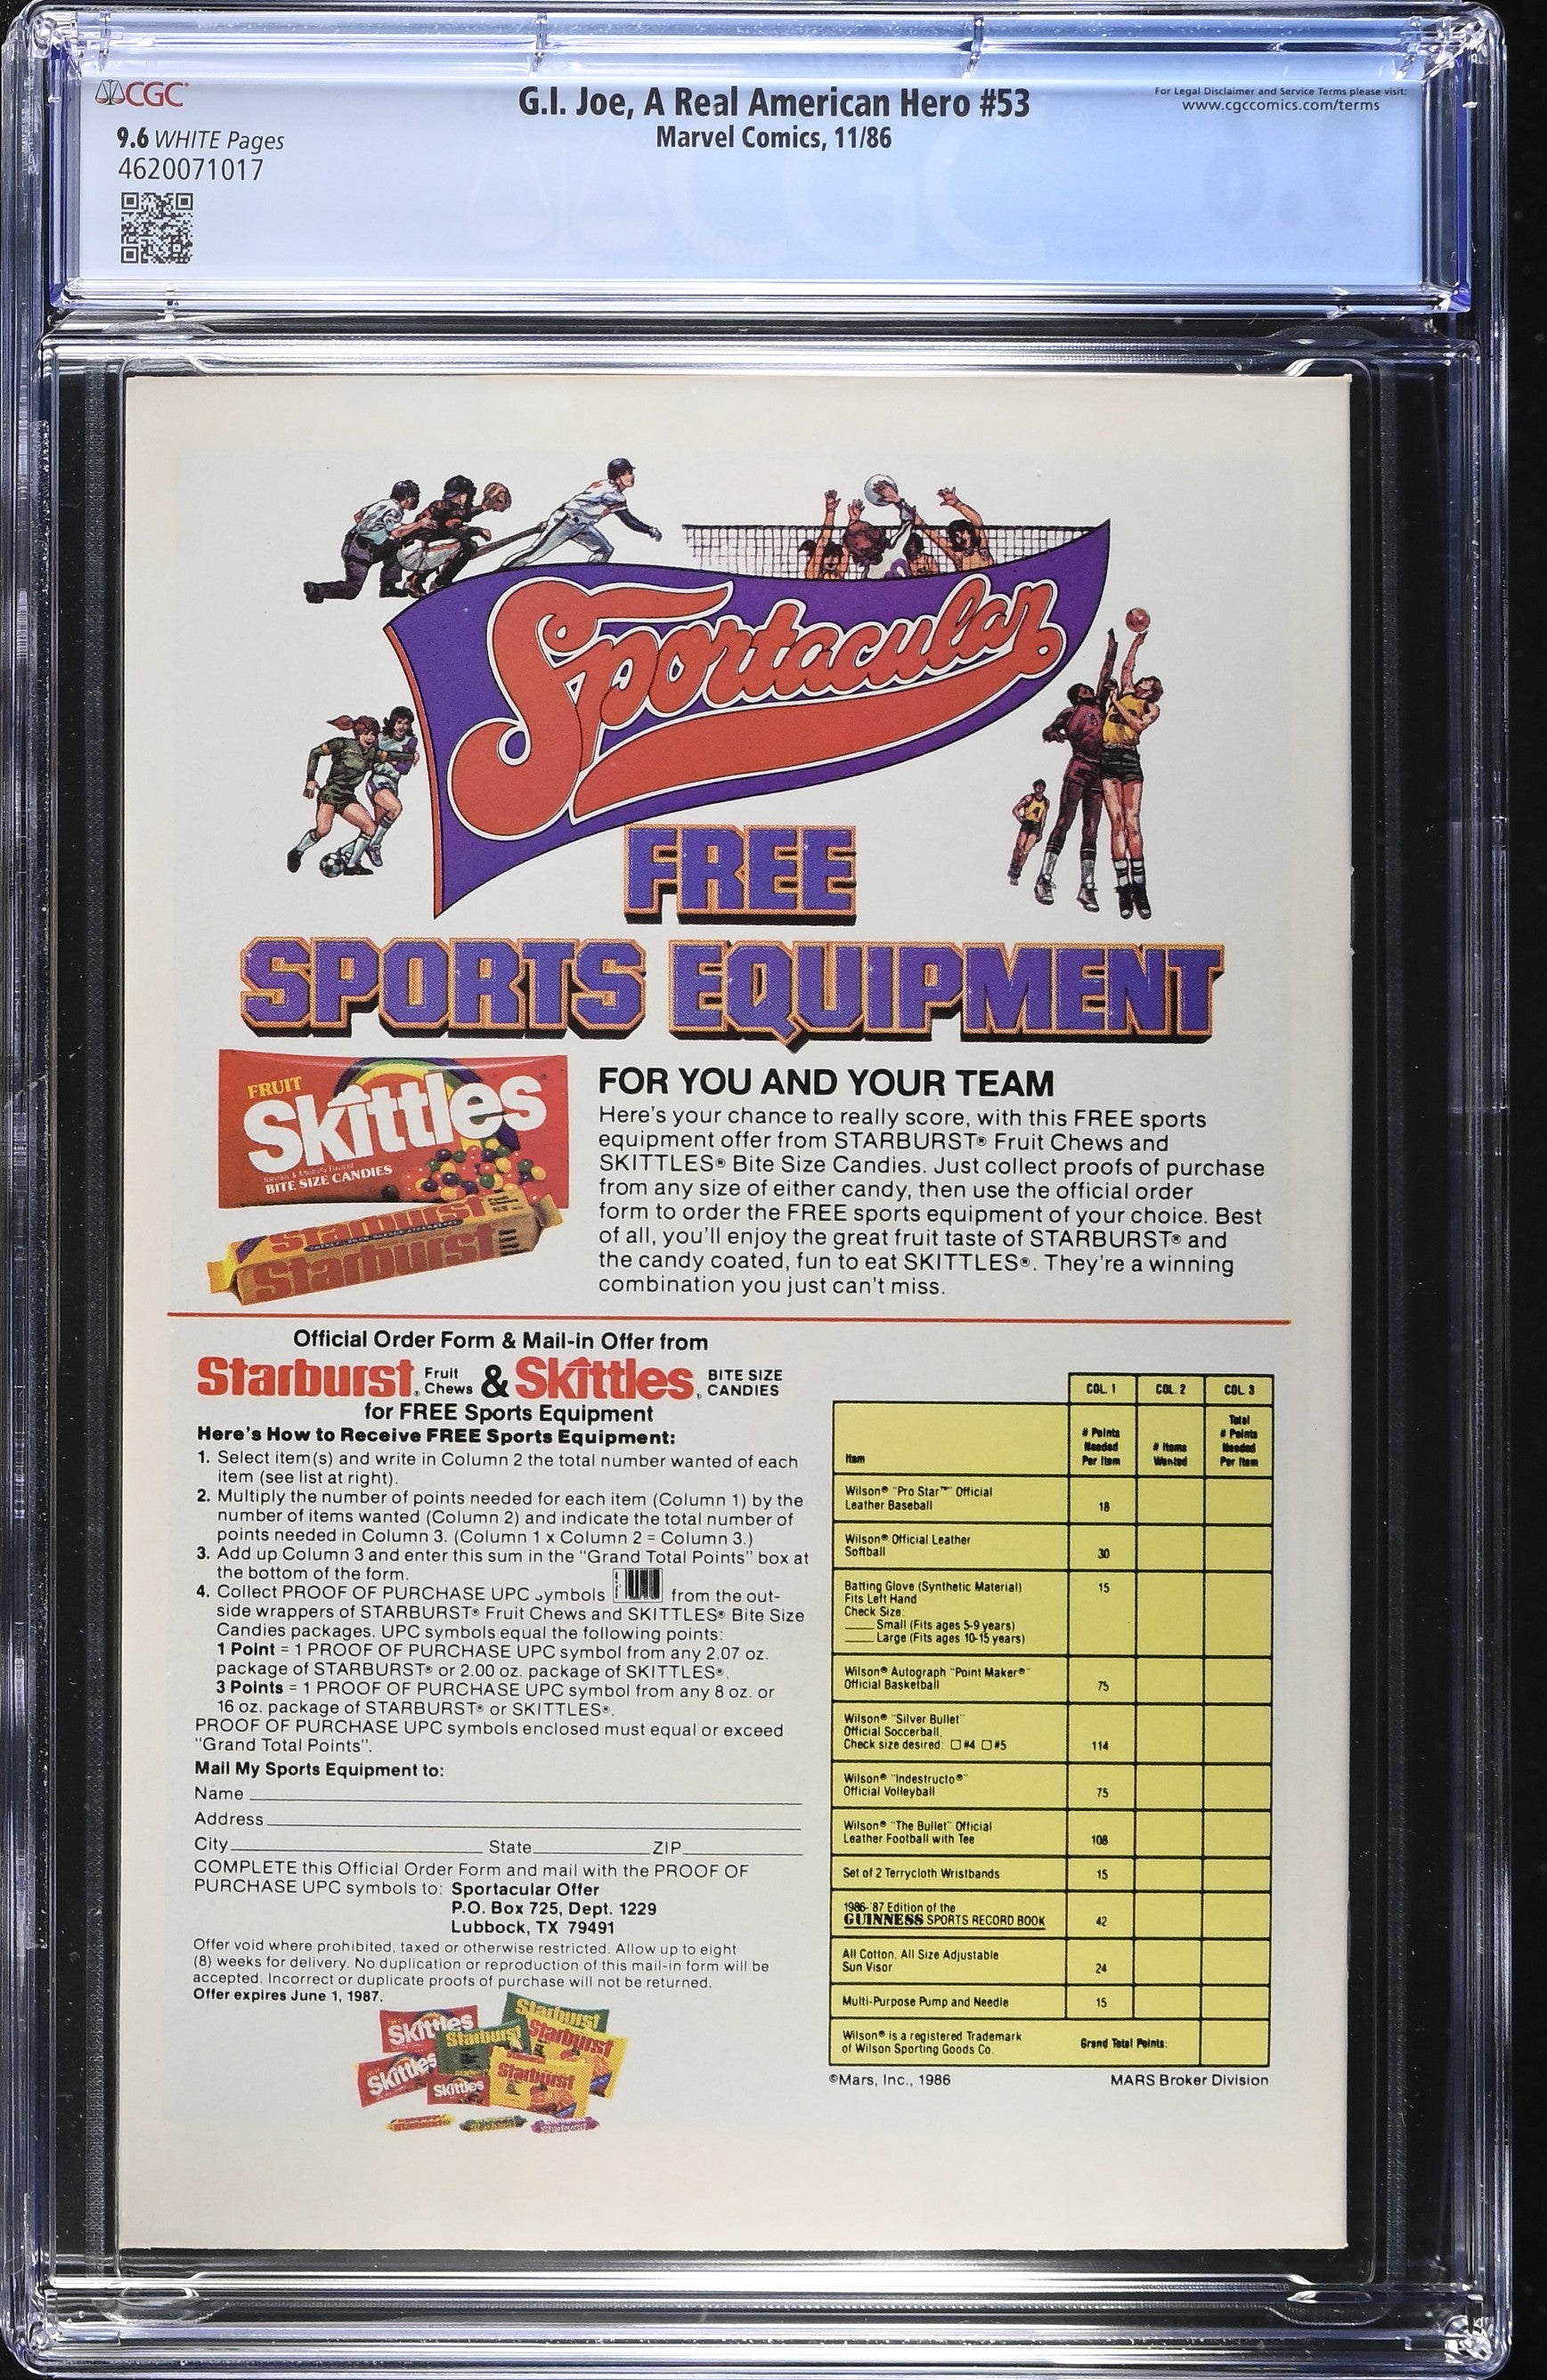 CGC
9.6 WHITE Pages
4620071017
G.I. Joe, A Real American Hero #53
Marvel Comics, 11/86
For Legal Disclaimer and Service Terms please visit:
www.cgccomics.com/terms
Sportacular
FREE
SPORTS EQUIPMENT
FRUIT
Skittles
BITE SIZE CANDIES
Starburst
Starburst
FOR YOU AND YOUR TEAM
Here's your chance to really score, with this FREE sports
equipment offer from STARBURST® Fruit Chews and
SKITTLES® Bite Size Candies. Just collect proofs of purchase
from any size of either candy, then use the official order
form to order the FREE sports equipment of your choice. Best
of all, you'll enjoy the great fruit taste of STARBURST® and
the candy coated, fun to eat SKITTLES®. They're a winning
combination you just can't miss.
Official Order Form & Mail-in Offer from
Starburst® Fruit Chews & Skittles® BITE SIZE CANDIES
for FREE Sports Equipment
Here's How to Receive FREE Sports Equipment:
1. Select item(s) and write in Column 2 the total number wanted of each
item (see list at right).
2. Multiply the number of points needed for each item (Column 1) by the
number of items wanted (Column 2) and indicate the total number of
points needed in Column 3. (Column 1 x Column 2 = Column 3.)
3. Add up Column 3 and enter this sum in the "Grand Total Points" box at
the bottom of the form.
4. Collect PROOF OF PURCHASE UPC symbols from the out-
side wrappers of STARBURST® Fruit Chews and SKITTLES® Bite Size
Candies packages. UPC symbols equal the following points:
1 Point = 1 PROOF OF PURCHASE UPC symbol from any 2.07 oz.
package of STARBURST® or 2.00 oz. package of SKITTLES®.
3 Points = 1 PROOF OF PURCHASE UPC symbol from any 8 oz. or
16 oz. package of STARBURST® or SKITTLES®.
PROOF OF PURCHASE UPC symbols enclosed must equal or exceed
"Grand Total Points".
Mail My Sports Equipment to:
Name
Address
City State ZIP
COMPLETE this Official Order Form and mail with the PROOF OF
PURCHASE UPC symbols to: Sportacular Offer
P.O. Box 725, Dept. 1229
Lubbock, TX 79491
Offer void where prohibited, taxed or otherwise restricted. Allow up to eight
(8) weeks for delivery. No duplication or reproduction of this mail-in form will be
accepted. Incorrect or duplicate proofs of purchase will not be returned.
Offer expires June 1, 1987.
Skittles
Starburst
Starburst
Starburst
Skittles
Skittles
Starburst
COL. 1 COL. 2 COL. 3
Item
# Points Needed Per Item
# Items Wanted
Total # Points Needed Per Item
Wilson® "Pro Star™" Official
Leather Baseball 18
Wilson® Official Leather
Softball 30
Batting Glove (Synthetic Material) 15
Fits Left Hand
Check Size:
Small (Fits ages 5-9 years)
Large (Fits ages 10-15 years)
Wilson® Autograph "Point Maker®"
Official Basketball 75
Wilson® "Silver Bullet"
Official Soccerball.
Check size desired: □ #4 □ #5 114
Wilson® "Indestructo®"
Official Volleyball 75
Wilson® "The Bullet" Official
Leather Football with Tee 108
Set of 2 Terrycloth Wristbands 15
1986-'87 Edition of the
GUINNESS SPORTS RECORD BOOK 42
All Cotton, All Size Adjustable
Sun Visor 24
Multi-Purpose Pump and Needle 15
Wilson® is a registered Trademark
of Wilson Sporting Goods Co.
Grand Total Points:
©Mars, Inc., 1986
MARS Broker Division